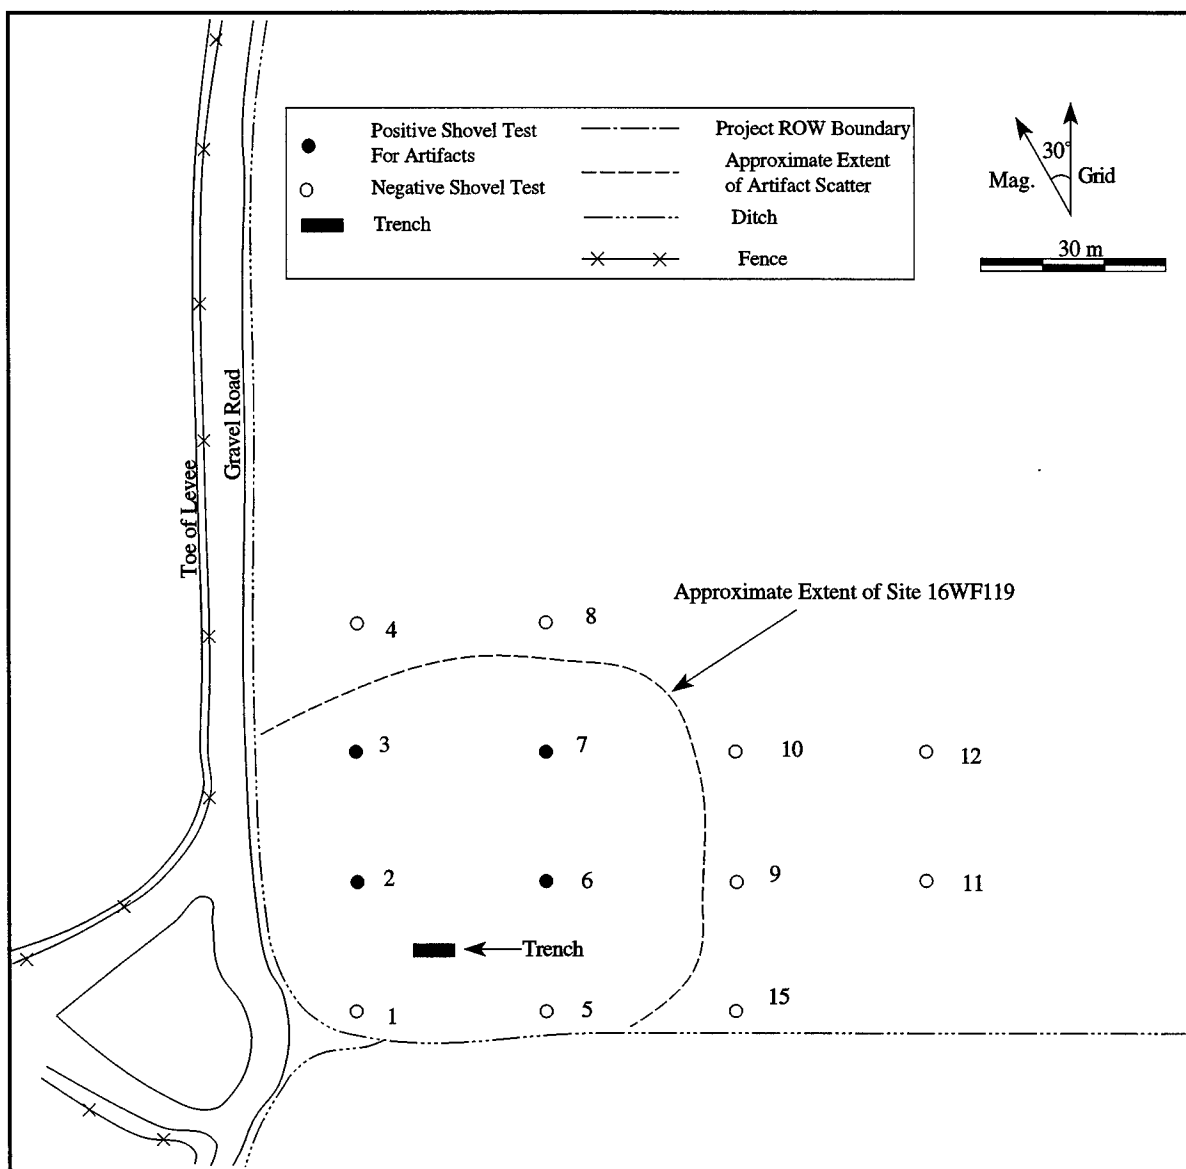 Positive Shovel Test
For Artifacts
Negative Shovel Test
Trench
Project ROW Boundary
Approximate Extent
of Artifact Scatter
Ditch
Fence
30°
Mag.
Grid
30 m
Gravel Road
Toe of Levee
Approximate Extent of Site 16WF119
4
8
3
7
10
12
2
6
9
11
Trench
1
5
15